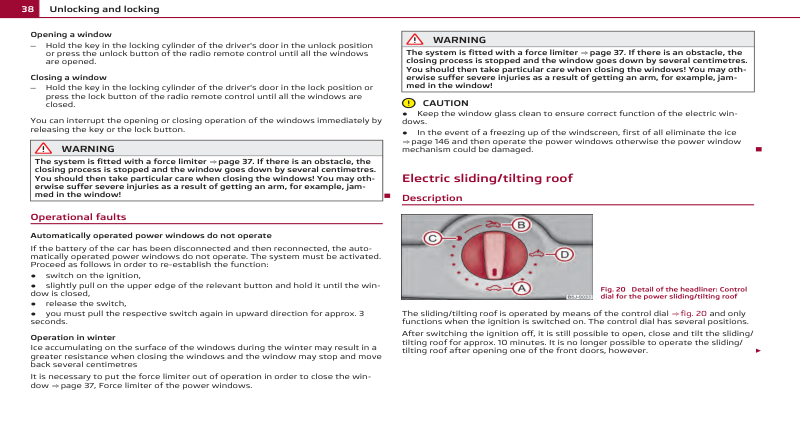 38 Unlocking and locking
Opening a window
– Hold the key in the locking cylinder of the driver's door in the unlock position
or press the unlock button of the radio remote control until all the windows
are opened.
Closing a window
– Hold the key in the locking cylinder of the driver's door in the lock position or
press the lock button of the radio remote control until all the windows are
closed.
You can interrupt the opening or closing operation of the windows immediately by
releasing the key or the lock button.
WARNING
The system is fitted with a force limiter ⇒ page 37. If there is an obstacle, the
closing process is stopped and the window goes down by several centimetres.
You should then take particular care when closing the windows! You may oth-
erwise suffer severe injuries as a result of getting an arm, for example, jam-
med in the window!
Operational faults
Automatically operated power windows do not operate
If the battery of the car has been disconnected and then reconnected, the auto-
matically operated power windows do not operate. The system must be activated.
Proceed as follows in order to re-establish the function:
● switch on the ignition,
● slightly pull on the upper edge of the relevant button and hold it until the win-
dow is closed,
● release the switch,
● you must pull the respective switch again in upward direction for approx. 3
seconds.
Operation in winter
Ice accumulating on the surface of the windows during the winter may result in a
greater resistance when closing the windows and the window may stop and move
back several centimetres
It is necessary to put the force limiter out of operation in order to close the win-
dow ⇒ page 37, Force limiter of the power windows.
WARNING
The system is fitted with a force limiter ⇒ page 37. If there is an obstacle, the
closing process is stopped and the window goes down by several centimetres.
You should then take particular care when closing the windows! You may oth-
erwise suffer severe injuries as a result of getting an arm, for example, jam-
med in the window!
CAUTION
● Keep the window glass clean to ensure correct function of the electric win-
dows.
● In the event of a freezing up of the windscreen, first of all eliminate the ice
⇒ page 146 and then operate the power windows otherwise the power window
mechanism could be damaged.
Electric sliding/tilting roof
Description
B
C
D
A
Fig. 20 Detail of the headliner: Control
dial for the power sliding/tilting roof
The sliding/tilting roof is operated by means of the control dial ⇒ fig. 20 and only
functions when the ignition is switched on. The control dial has several positions.
After switching the ignition off, it is still possible to open, close and tilt the sliding/
tilting roof for approx. 10 minutes. It is no longer possible to operate the sliding/
tilting roof after opening one of the front doors, however.